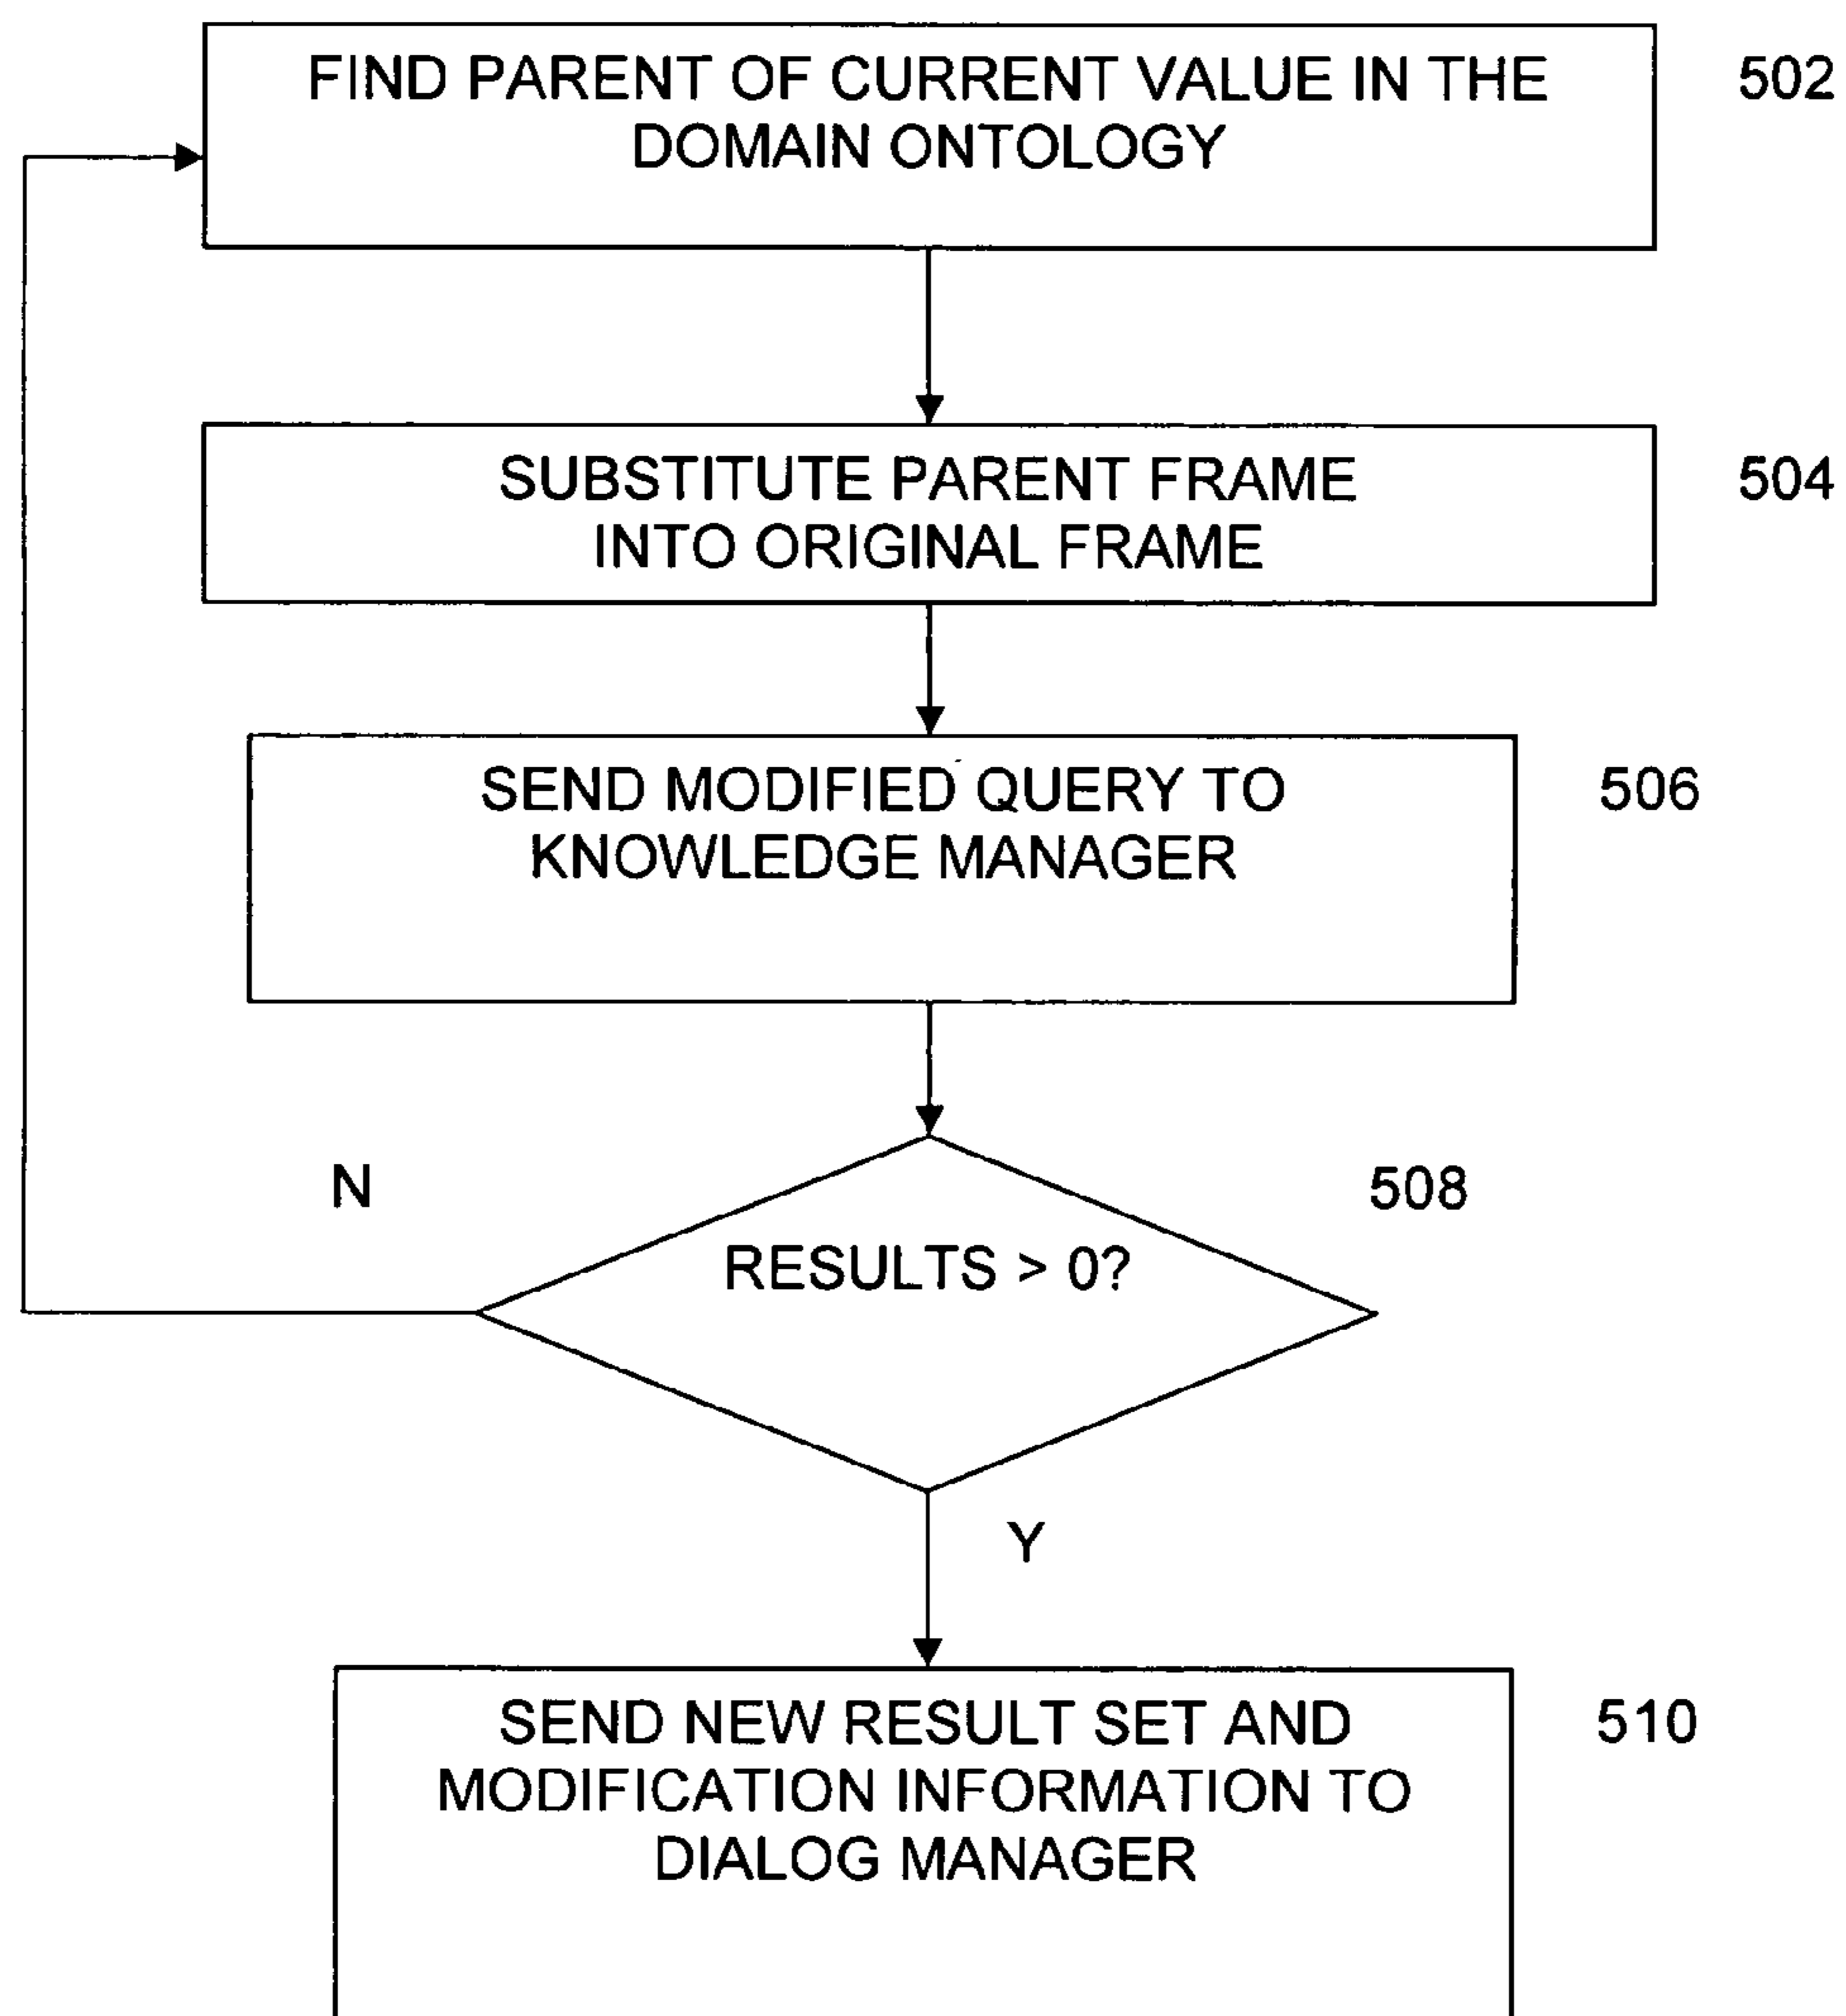 FIND PARENT OF CURRENT VALUE IN THE
DOMAIN ONTOLOGY
502
SUBSTITUTE PARENT FRAME
INTO ORIGINAL FRAME
504
SEND MODIFIED QUERY TO
KNOWLEDGE MANAGER
506
N
508
RESULTS > 0?
Y
SEND NEW RESULT SET AND
MODIFICATION INFORMATION TO
DIALOG MANAGER
510